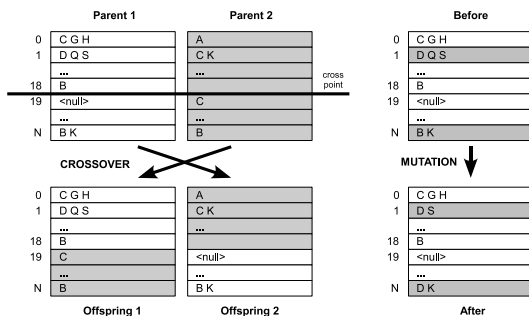 Parent 1 Parent 2 Before
0 C G H A 0 C G H
1 D Q S C K 1 D Q S
... ... ...
18 B 18 B
cross point
19 <null> C 19 <null>
... ... ...
N B K B N B K
CROSSOVER MUTATION
0 C G H A 0 C G H
1 D Q S C K 1 D S
... ... ...
18 B 18 B
19 C <null> 19 <null>
... ... ...
N B B K N D K
Offspring 1 Offspring 2 After